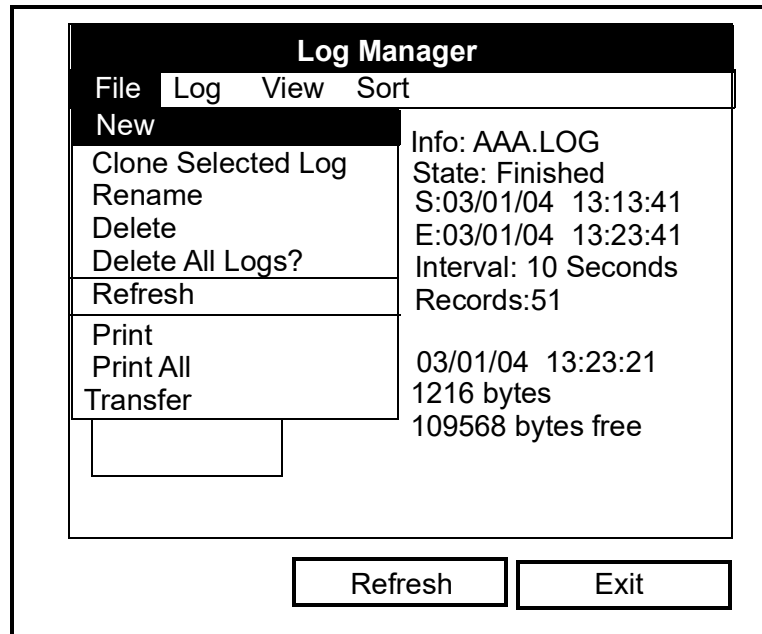 Log Manager
File Log View Sort
New
Clone Selected Log
Rename
Delete
Delete All Logs?
Refresh
Print
Print All
Transfer
Info: AAA.LOG
State: Finished
S:03/01/04 13:13:41
E:03/01/04 13:23:41
Interval: 10 Seconds
Records:51
03/01/04 13:23:21
1216 bytes
109568 bytes free
Refresh Exit